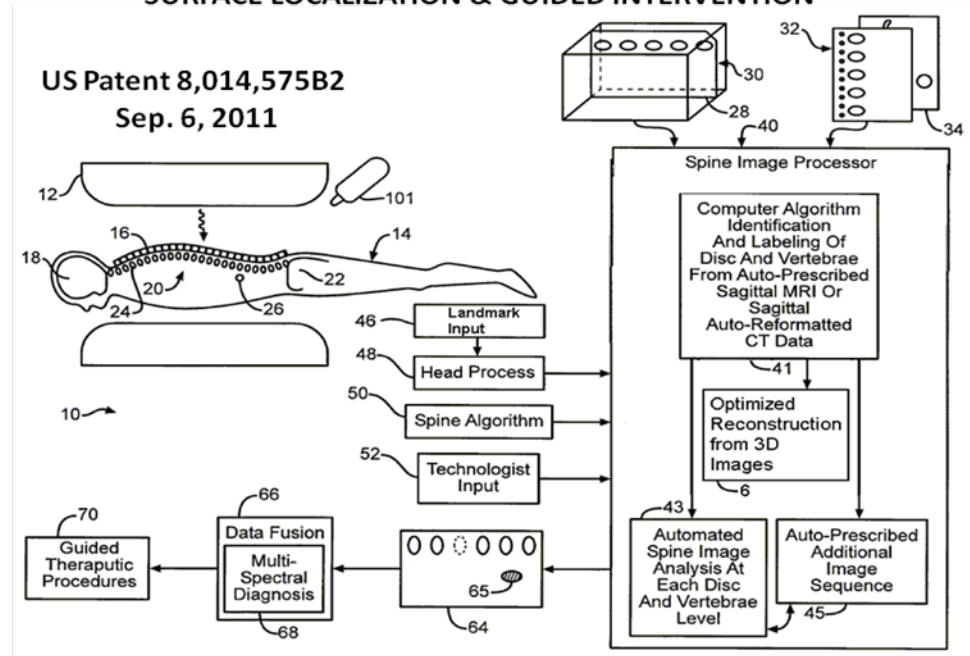 SURFACE LOCALIZATION & GUIDED INTERVENTION
US Patent 8,014,575B2
Sep. 6, 2011
30
28
32
34
40
12
101
16
18
14
20
22
24
26
10
Spine Image Processor
Computer Algorithm
Identification
And Labeling Of
Disc And Vertebrae
From Auto-Prescribed
Sagittal MRI Or
Sagittal
Auto-Reformatted
CT Data
41
46
Landmark
Input
48
Head Process
50
Spine Algorithm
52
Technologist
Input
Optimized
Reconstruction
from 3D
Images
6
43
Automated
Spine Image
Analysis At
Each Disc
And Vertebrae
Level
Auto-Prescribed
Additional
Image
Sequence
45
70
Guided
Theraputic
Procedures
66
Data Fusion
Multi-
Spectral
Diagnosis
68
65
64